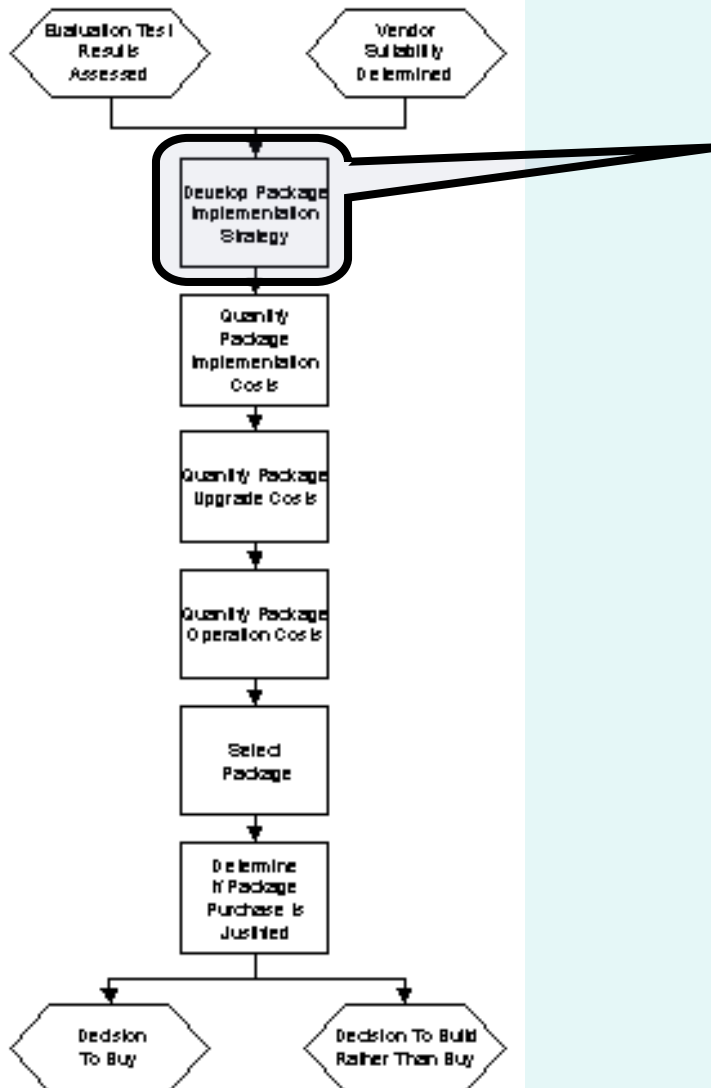 Evaluation Test
Results
Assessed
Vendor
Suitability
Determined
Develop Package
Implementation
Strategy
Quantify
Package
Implementation
Costs
Quantify Package
Upgrade Costs
Quantify Package
Operation Costs
Select
Package
Determine
If Package
Purchase Is
Justified
Decision
To Buy
Decision To Build
Rather Than Buy